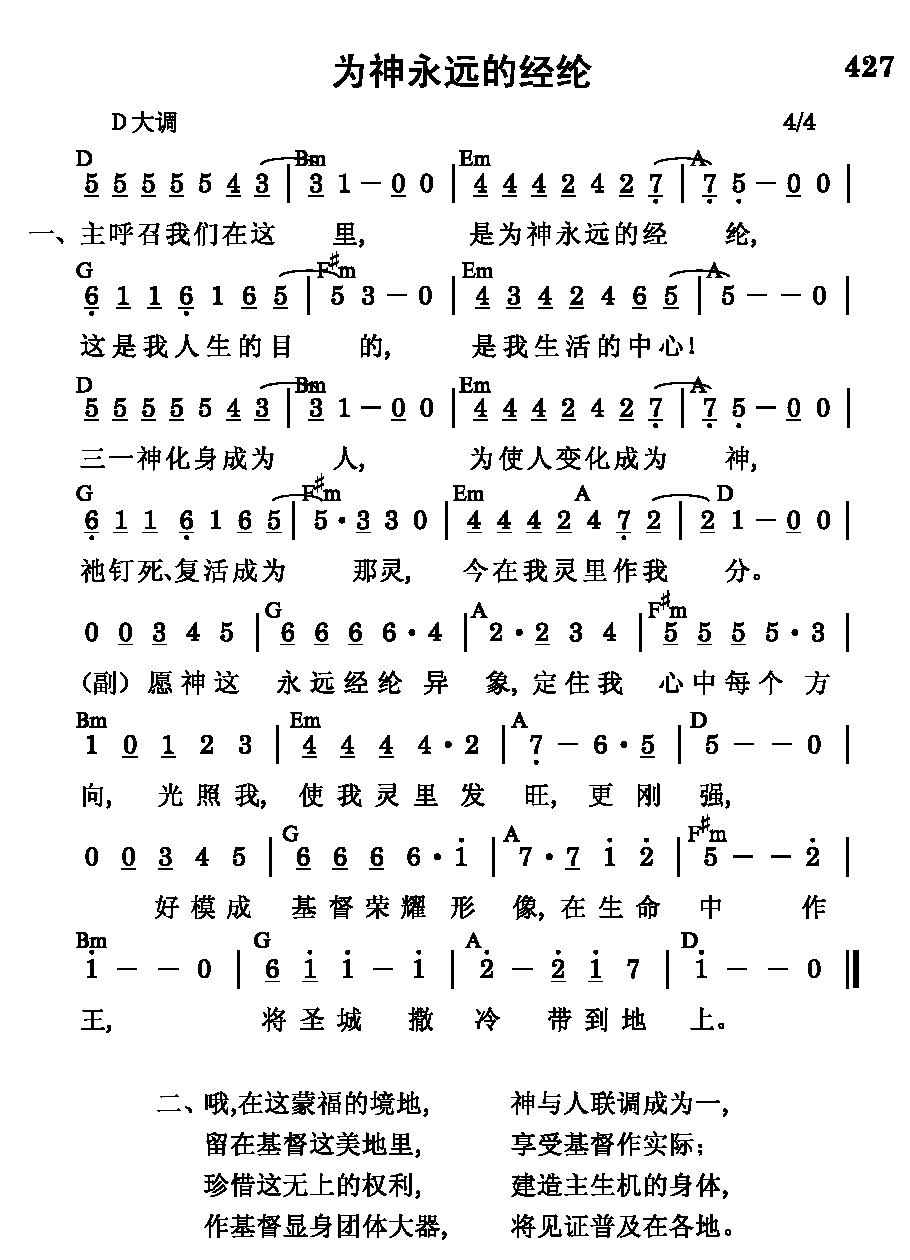 为神永远的经纶 427
D大调 4/4
D Bm Em A
5 5 5 5 5 4 3 | 3 1 - 0 0 | 4 4 4 2 4 2 7 | 7 5 - 0 0 |
一、主呼召我们在这 里, 是为神永远的经 纶,
G F♯m Em A
6 1 1 6 1 6 5 | 5 3 - 0 | 4 3 4 2 4 6 5 | 5 - - 0 |
这是我人生的目 的, 是我生活的中心!
D Bm Em A
5 5 5 5 5 4 3 | 3 1 - 0 0 | 4 4 4 2 4 2 7 | 7 5 - 0 0 |
三一神化身成为 人, 为使人变化成为 神,
G F♯m Em A D
6 1 1 6 1 6 5 | 5· 3 3 0 | 4 4 4 2 4 7 2 | 2 1 - 0 0 |
祂钉死、复活成为 那灵, 今在我灵里作我 分。
G A F♯m
0 0 3 4 5 | 6 6 6 6· 4 | 2· 2 3 4 | 5 5 5 5· 3 |
(副) 愿神这 永远经纶异 象, 定住我 心中每个方
Bm Em A D
1 0 1 2 3 | 4 4 4 4· 2 | 7 - 6· 5 | 5 - - 0 |
向, 光照我, 使我灵里发 旺, 更刚 强,
G A F♯m
0 0 3 4 5 | 6 6 6 6· 1 | 7· 7 1 2 | 5 - - 2 |
好模成 基督荣耀形 像, 在生命 中 作
Bm G A D
1 - - 0 | 6 1 1 - 1 | 2 - 2 1 7 | 1 - - 0 ‖
王, 将圣城 撒 冷 带到地 上。
二、哦,在这蒙福的境地, 神与人联调成为一,
留在基督这美地里, 享受基督作实际;
珍惜这无上的权利, 建造主生机的身体,
作基督显身团体大器, 将见证普及在各地。